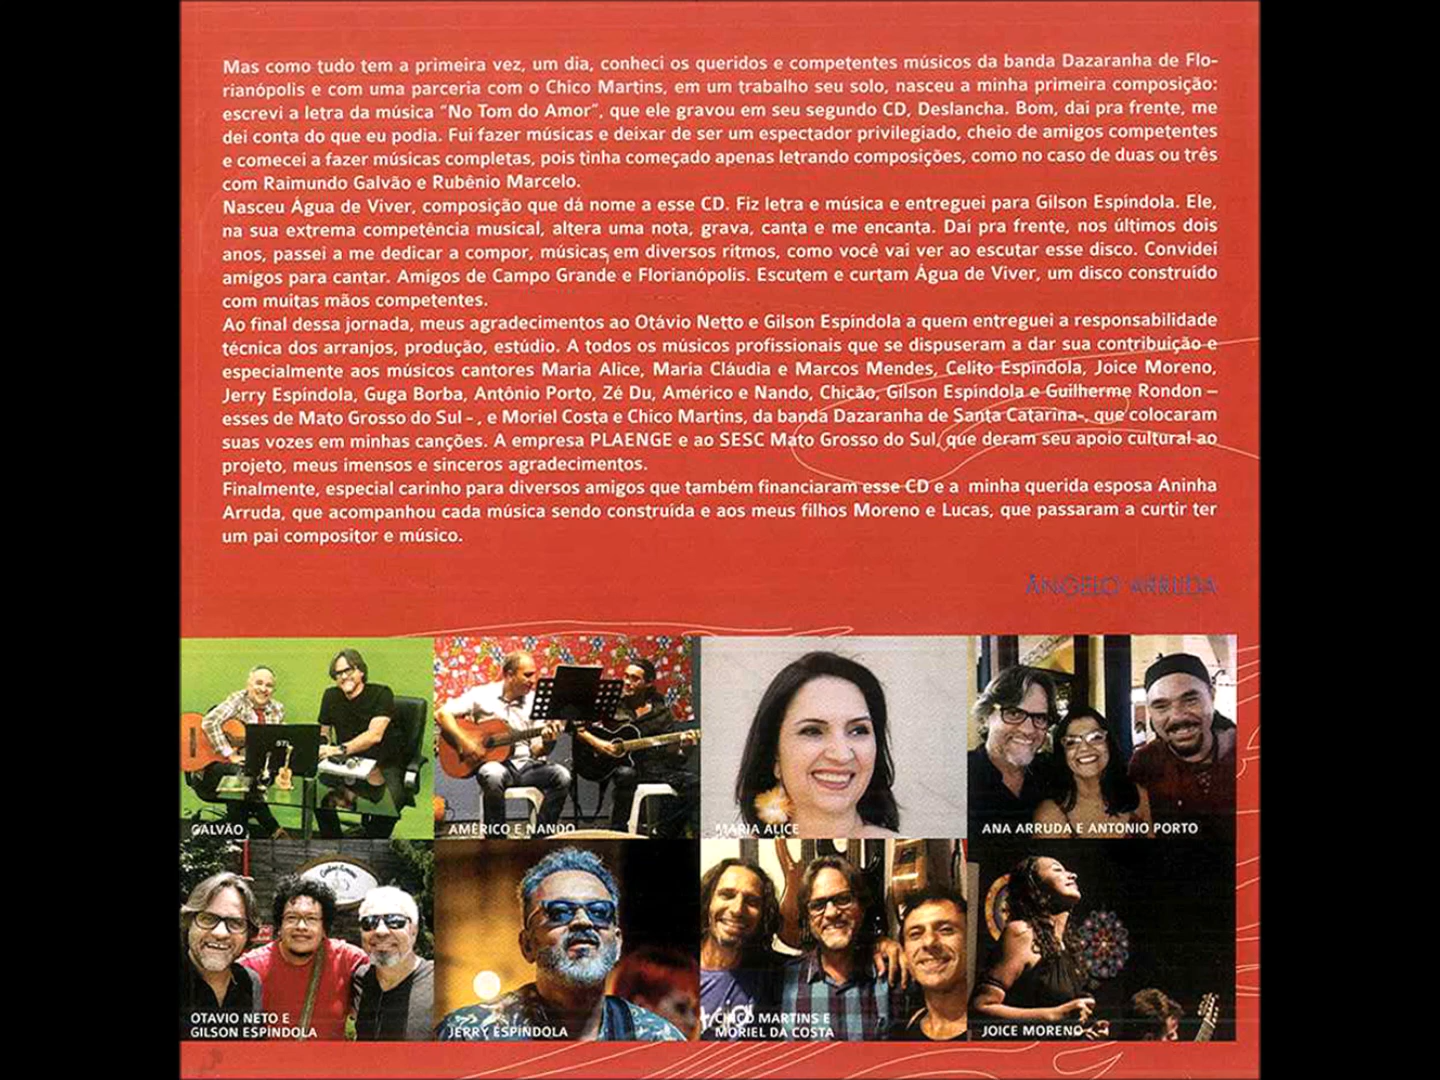 Mas como tudo tem a primeira vez, um dia, conheci os queridos e competentes músicos da banda Dazaranha de Flo-
rianópolis e com uma parceria com o Chico Martins, em um trabalho seu solo, nasceu a minha primeira composição:
escrevi a letra da música "No Tom do Amor", que ele gravou em seu segundo CD, Deslancha. Bom, dai pra frente, me
dei conta do que eu podia. Fui fazer músicas e deixar de ser um espectador privilegiado, cheio de amigos competentes
e comecei a fazer músicas completas, pois tinha começado apenas letrando composições, como no caso de duas ou três
com Raimundo Galvão e Rubênio Marcelo.
Nasceu Água de Viver, composição que dá nome a esse CD. Fiz letra e música e entreguei para Gilson Espíndola. Ele,
na sua extrema competência musical, altera uma nota, grava, canta e me encanta. Daí pra frente, nos últimos dois
anos, passei a me dedicar a compor, músicas em diversos ritmos, como você vai ver ao escutar esse disco. Convidei
amigos para cantar. Amigos de Campo Grande e Florianópolis. Escutem e curtam Água de Viver, um disco construído
com muitas mãos competentes.
Ao final dessa jornada, meus agradecimentos ao Otávio Netto e Gilson Espíndola a quem entreguei a responsabilidade
técnica dos arranjos, produção, estúdio. A todos os músicos profissionais que se dispuseram a dar sua contribuição e
especialmente aos músicos cantores Maria Alice, Maria Cláudia e Marcos Mendes, Celito Espíndola, Joice Moreno,
Jerry Espíndola, Guga Borba, Antônio Porto, Zé Du, Américo e Nando, Chicão, Gilson Espíndola e Guilherme Rondon –
esses de Mato Grosso do Sul - , e Moriel Costa e Chico Martins, da banda Dazaranha de Santa Catarina-, que colocaram
suas vozes em minhas canções. A empresa PLAENGE e ao SESC Mato Grosso do Sul, que deram seu apoio cultural ao
projeto, meus imensos e sinceros agradecimentos.
Finalmente, especial carinho para diversos amigos que também financiaram esse CD e a minha querida esposa Aninha
Arruda, que acompanhou cada música sendo construída e aos meus filhos Moreno e Lucas, que passaram a curtir ter
um pai compositor e músico.
ÂNGELO ARRUDA
GALVÃO
AMÉRICO E NANDO
MARIA ALICE
ANA ARRUDA E ANTONIO PORTO
OTAVIO NETO E
GILSON ESPÍNDOLA
JERRY ESPÍNDOLA
CHICO MARTINS E
MORIEL DA COSTA
JOICE MORENO